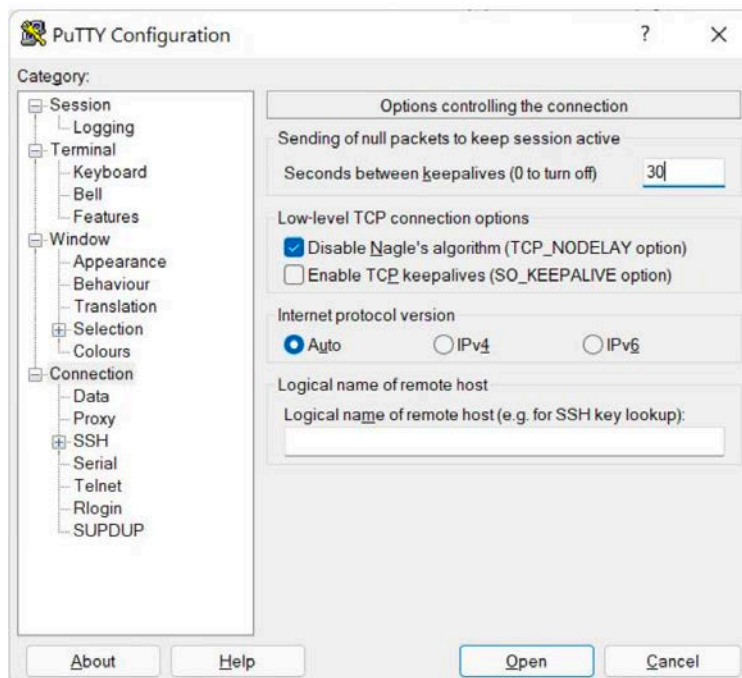 PuTTY Configuration
?
Category:
Session
Logging
Terminal
Keyboard
Bell
Features
Window
Appearance
Behaviour
Translation
Selection
Colours
Connection
Data
Proxy
SSH
Serial
Telnet
Rlogin
SUPDUP
Options controlling the connection
Sending of null packets to keep session active
Seconds between keepalives (0 to turn off) 30
Low-level TCP connection options
Disable Nagle's algorithm (TCP_NODELAY option)
Enable TCP keepalives (SO_KEEPALIVE option)
Internet protocol version
Auto IPv4 IPv6
Logical name of remote host
Logical name of remote host (e.g. for SSH key lookup):
About Help Open Cancel